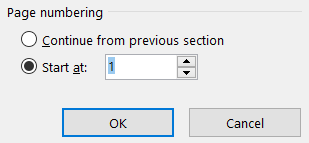 Page numbering
Continue from previous section
Start at: 1
OK Cancel